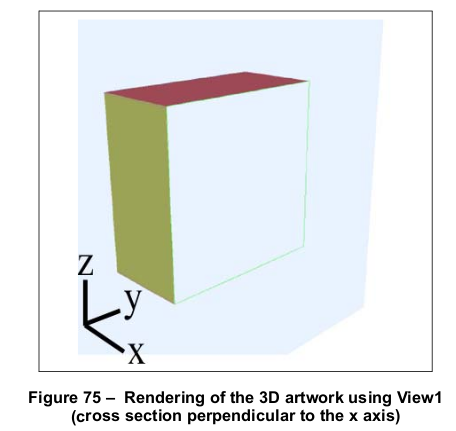 z
y
x
Figure 75 – Rendering of the 3D artwork using View1
(cross section perpendicular to the x axis)